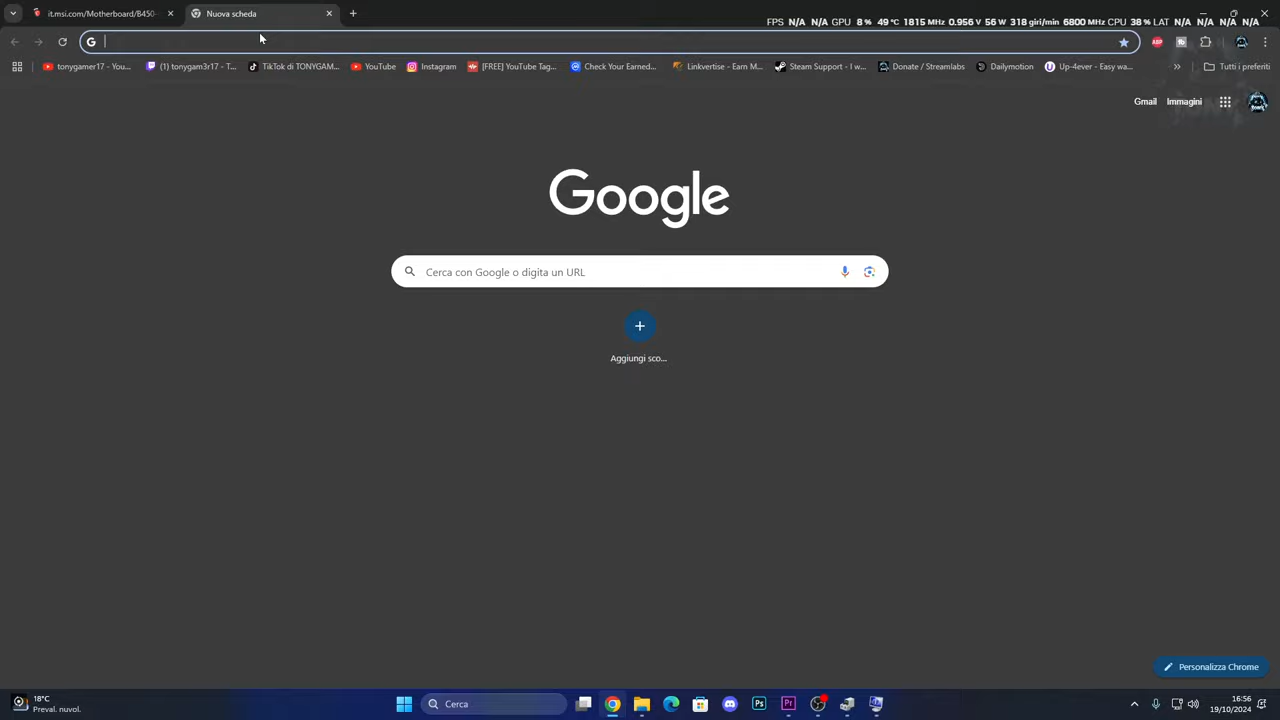 it.msi.com/Motherboard/B450-
Nuova scheda
FPS N/A N/A GPU 8 % 49 °C 1815 MHz 0.956 V 56 W 318 giri/min 6800 MHz CPU 38 % LAT N/A N/A N/A N/A
tonygamer17 - You...
(1) tonygam3r17 - T...
TikTok di TONYGAM...
YouTube
Instagram
[FREE] YouTube Tag...
Check Your Earned...
Linkvertise - Earn M...
Steam Support - I w...
Donate / Streamlabs
Dailymotion
Up-4ever - Easy wa...
Tutti i preferiti
Gmail
Immagini
Google
Cerca con Google o digita un URL
Aggiungi sco...
Personalizza Chrome
18°C
Preval. nuvol.
Cerca
16:56
19/10/2024